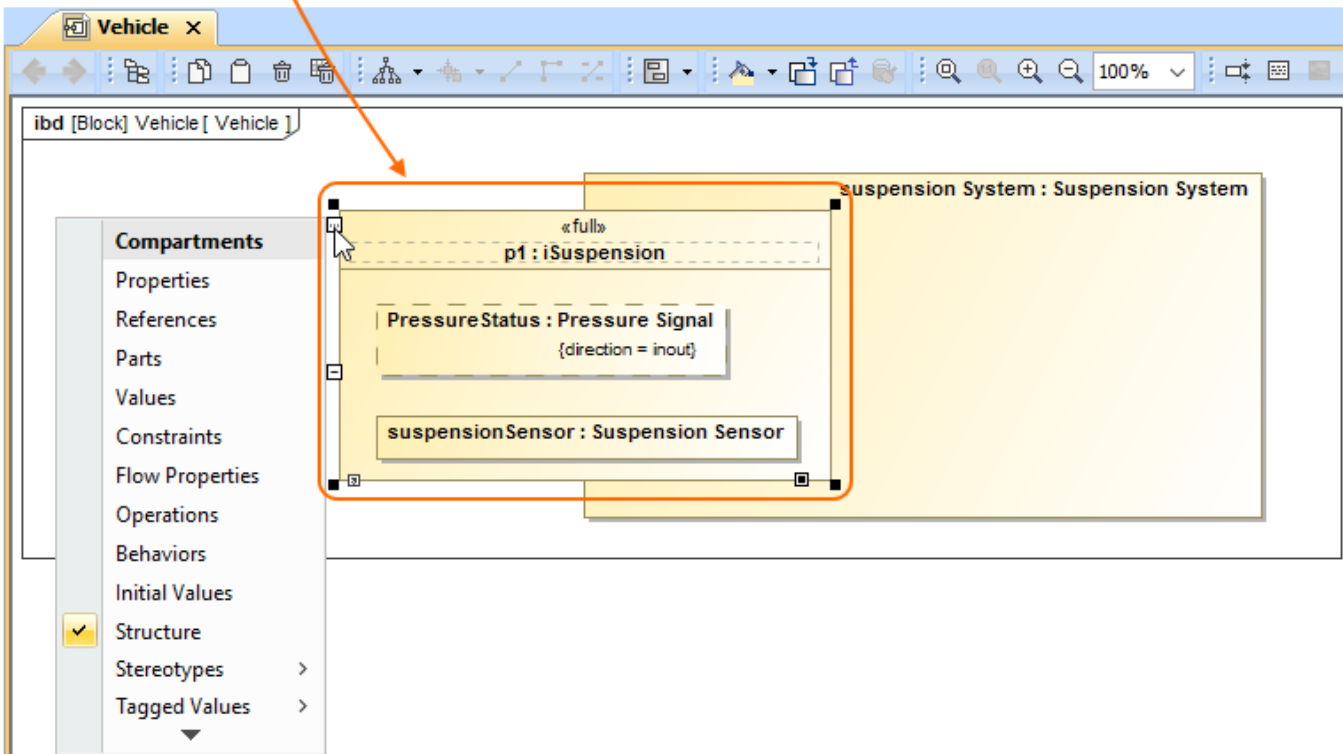 Vehicle
100%
ibd [Block] Vehicle [ Vehicle ]
suspension System : Suspension System
«full»
p1 : iSuspension
PressureStatus : Pressure Signal
{direction = inout}
suspensionSensor : Suspension Sensor
Compartments
Properties
References
Parts
Values
Constraints
Flow Properties
Operations
Behaviors
Initial Values
Structure
Stereotypes
Tagged Values